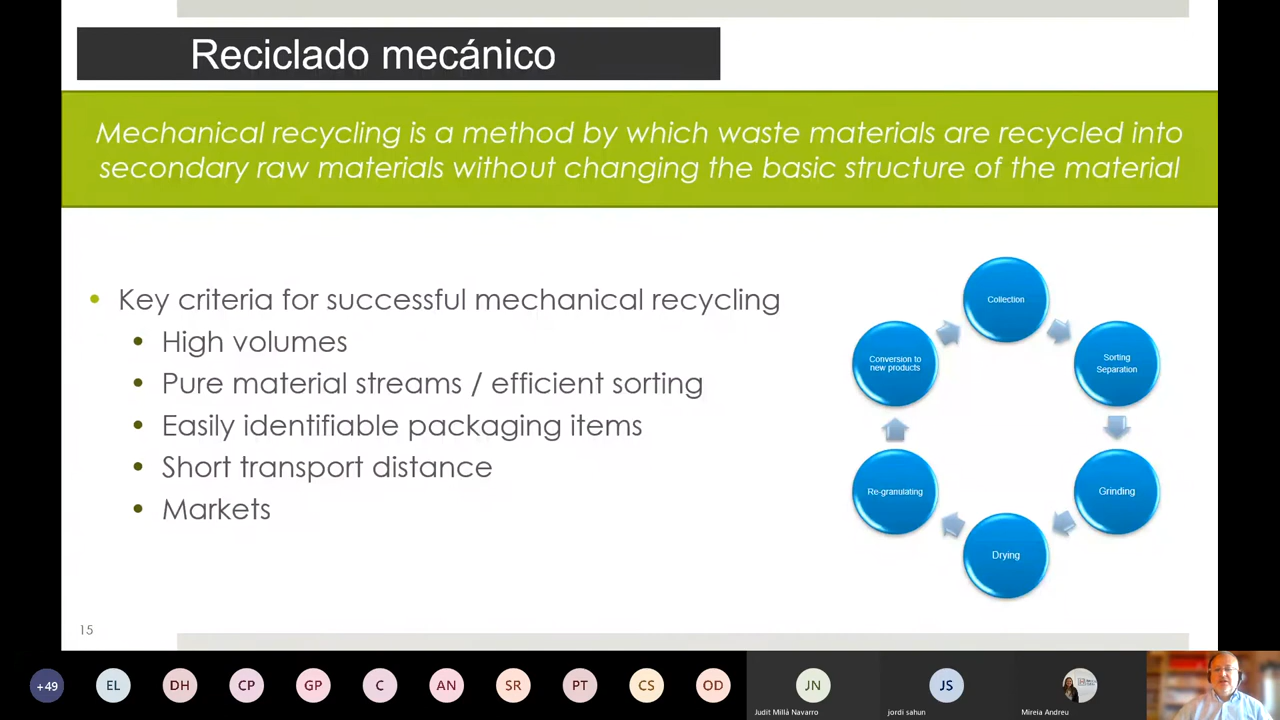 Reciclado mecánico
Mechanical recycling is a method by which waste materials are recycled into
secondary raw materials without changing the basic structure of the material
• Key criteria for successful mechanical recycling
• High volumes
• Pure material streams / efficient sorting
• Easily identifiable packaging items
• Short transport distance
• Markets
Collection
Sorting
Separation
Grinding
Drying
Re-granulating
Conversion to
new products
15
+49
EL
DH
CP
GP
C
AN
SR
PT
CS
OD
JN
Judit Millà Navarro
JS
jordi sahun
Mireia Andreu